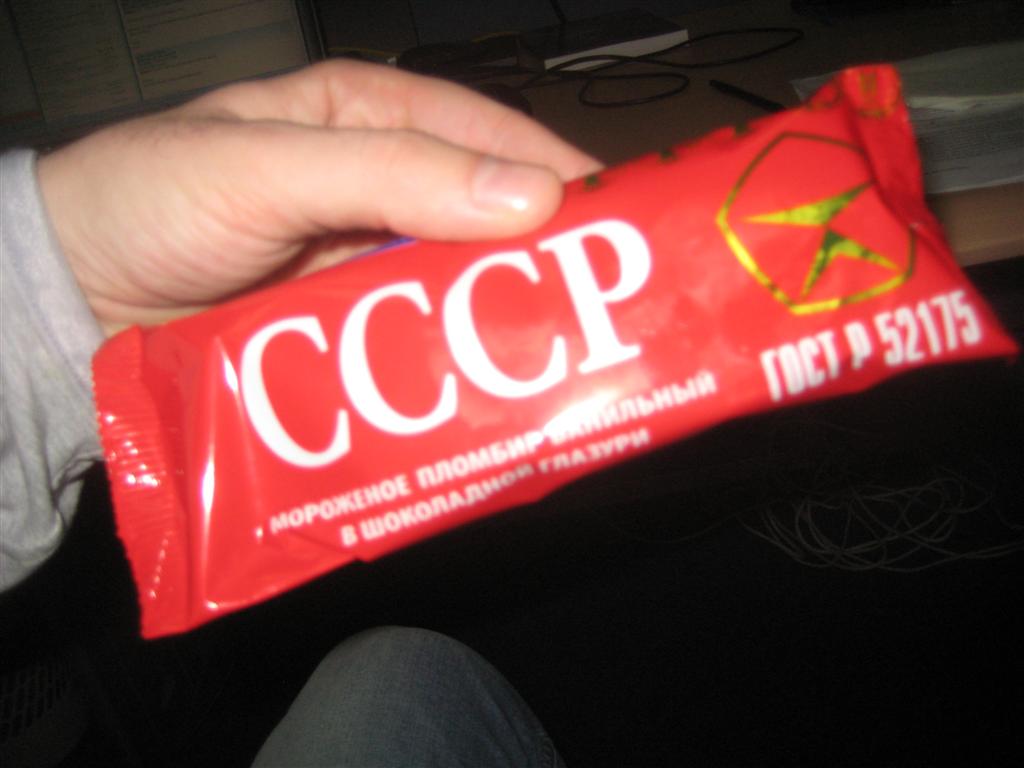 СССР
МОРОЖЕНОЕ ПЛОМБИР ВАНИЛЬНЫЙ
В ШОКОЛАДНОЙ ГЛАЗУРИ
ГОСТ Р 52175